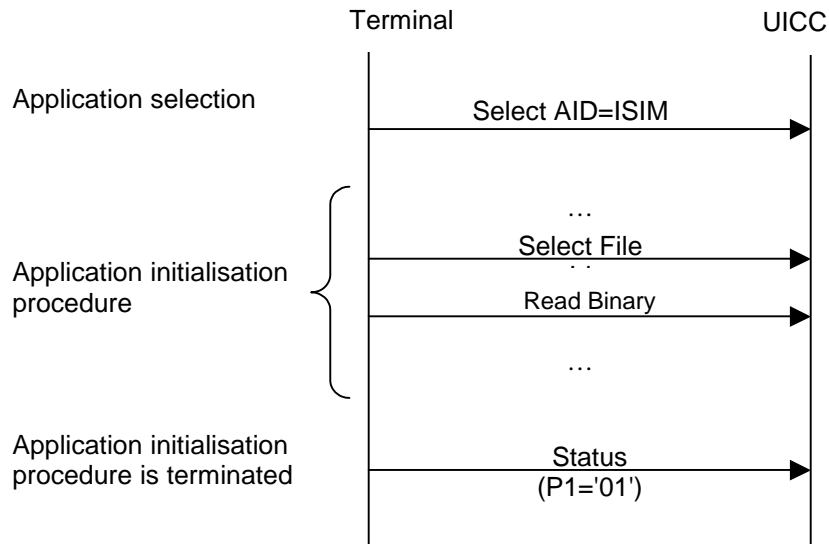 Terminal UICC
Application selection
Select AID=ISIM
…
Select File
. .
Application initialisation
procedure
Read Binary
…
Application initialisation
procedure is terminated
Status
(P1='01')